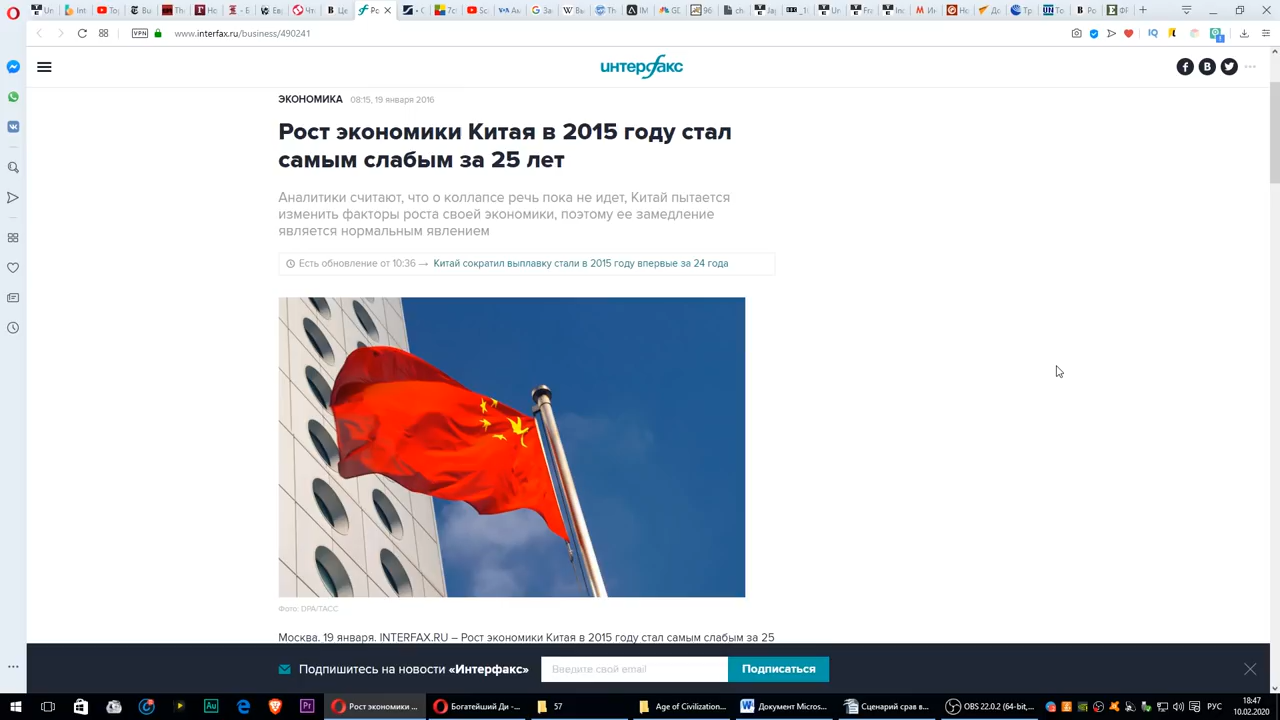 VPN
www.interfax.ru/business/490241
IQ
интерфакс
ЭКОНОМИКА 08:15, 19 января 2016
Рост экономики Китая в 2015 году стал
самым слабым за 25 лет
Аналитики считают, что о коллапсе речь пока не идет, Китай пытается
изменить факторы роста своей экономики, поэтому ее замедление
является нормальным явлением
Есть обновление от 10:36 → Китай сократил выплавку стали в 2015 году впервые за 24 года
Фото: DPA/ТАСС
Москва. 19 января. INTERFAX.RU – Рост экономики Китая в 2015 году стал самым слабым за 25
Подпишитесь на новости «Интерфакс» Введите свой email Подписаться
Рост экономики ... Богатейший Ди - ... 57 Age of Civilization... Документ Micros... Сценарий срав в... OBS 22.0.2 (64-bit,... РУС 18:47
10.02.2020